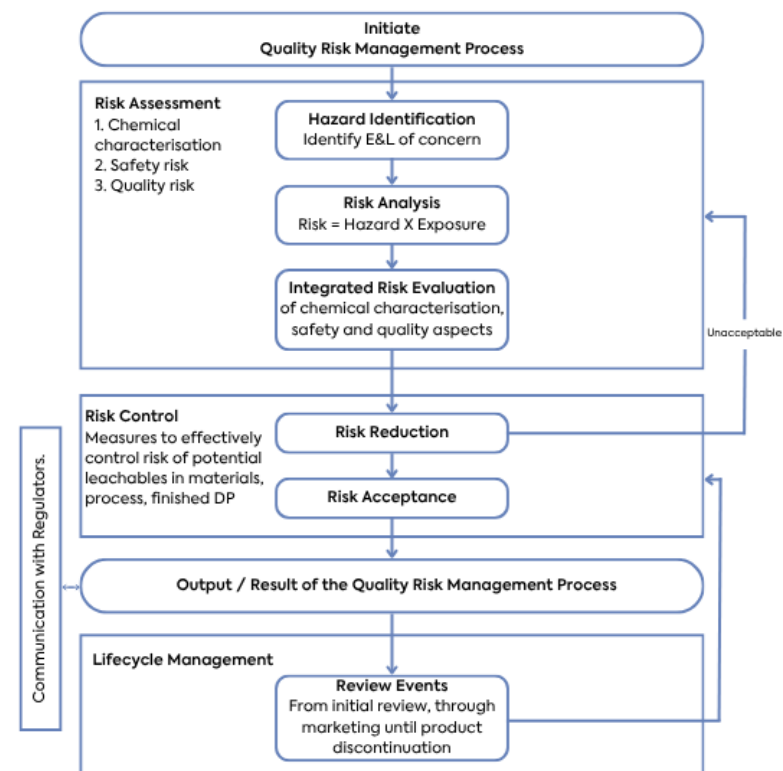 Initiate
Quality Risk Management Process
Risk Assessment
1. Chemical
characterisation
2. Safety risk
3. Quality risk
Hazard Identification
Identify E&L of concern
Risk Analysis
Risk = Hazard X Exposure
Integrated Risk Evaluation
of chemical characterisation,
safety and quality aspects
Unacceptable
Risk Control
Measures to effectively
control risk of potential
leachables in materials,
process, finished DP
Risk Reduction
Risk Acceptance
Communication with Regulators.
Output / Result of the Quality Risk Management Process
Lifecycle Management
Review Events
From initial review, through
marketing until product
discontinuation